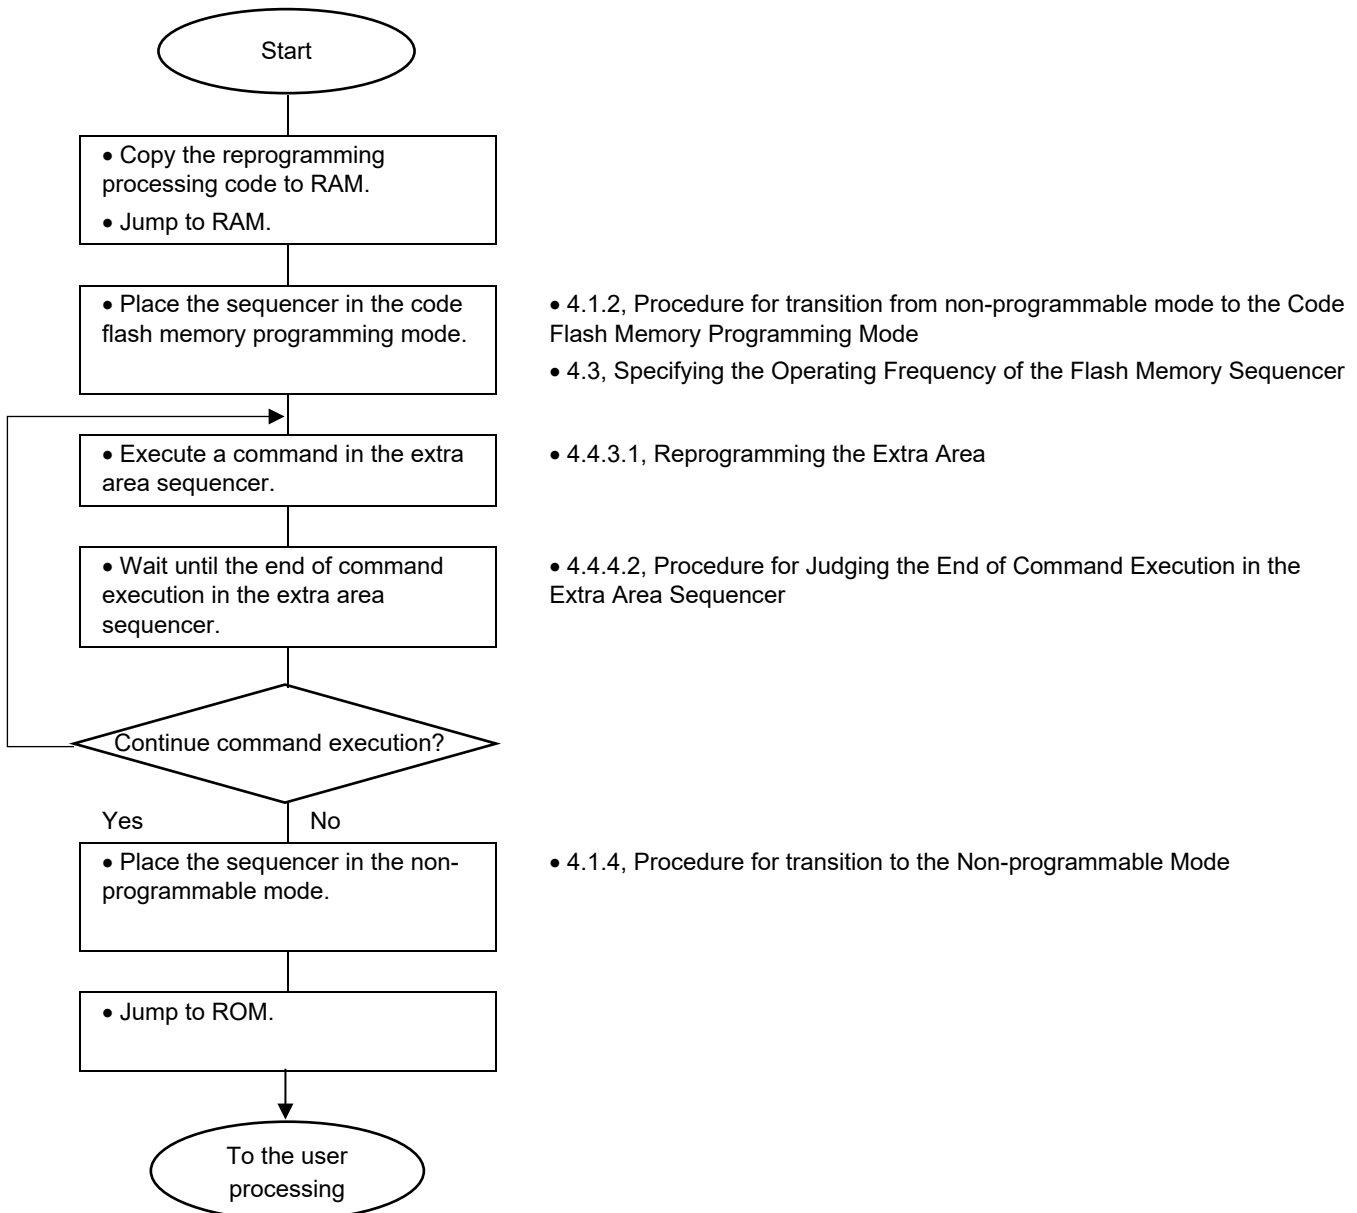 Start
• Copy the reprogramming
processing code to RAM.
• Jump to RAM.
• Place the sequencer in the code
flash memory programming mode.
• 4.1.2, Procedure for transition from non-programmable mode to the Code
Flash Memory Programming Mode
• 4.3, Specifying the Operating Frequency of the Flash Memory Sequencer
• Execute a command in the extra
area sequencer.
• 4.4.3.1, Reprogramming the Extra Area
• Wait until the end of command
execution in the extra area
sequencer.
• 4.4.4.2, Procedure for Judging the End of Command Execution in the
Extra Area Sequencer
Continue command execution?
Yes
No
• Place the sequencer in the non-
programmable mode.
• 4.1.4, Procedure for transition to the Non-programmable Mode
• Jump to ROM.
To the user
processing